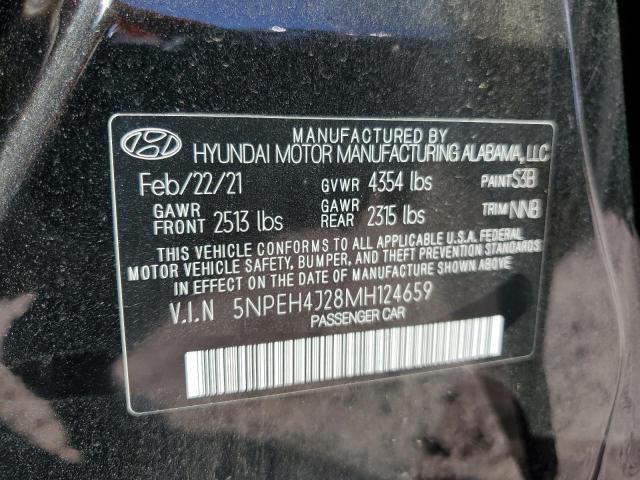 MANUFACTURED BY
HYUNDAI MOTOR MANUFACTURING ALABAMA, LLC
Feb/22/21 GVWR 4354 lbs PAINT S3B
GAWR FRONT 2513 lbs GAWR REAR 2315 lbs TRIM NNB
THIS VEHICLE CONFORMS TO ALL APPLICABLE U.S.A. FEDERAL
MOTOR VEHICLE SAFETY, BUMPER, AND THEFT PREVENTION STANDARDS
IN EFFECT ON THE DATE OF MANUFACTURE SHOWN ABOVE.
V.I.N 5NPEH4J28MH124659
PASSENGER CAR